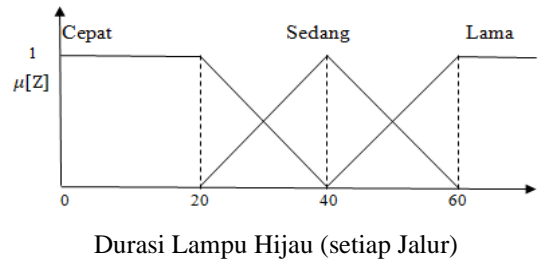 Cepat Sedang Lama
1
μ[Z]
0 20 40 60
Durasi Lampu Hijau (setiap Jalur)